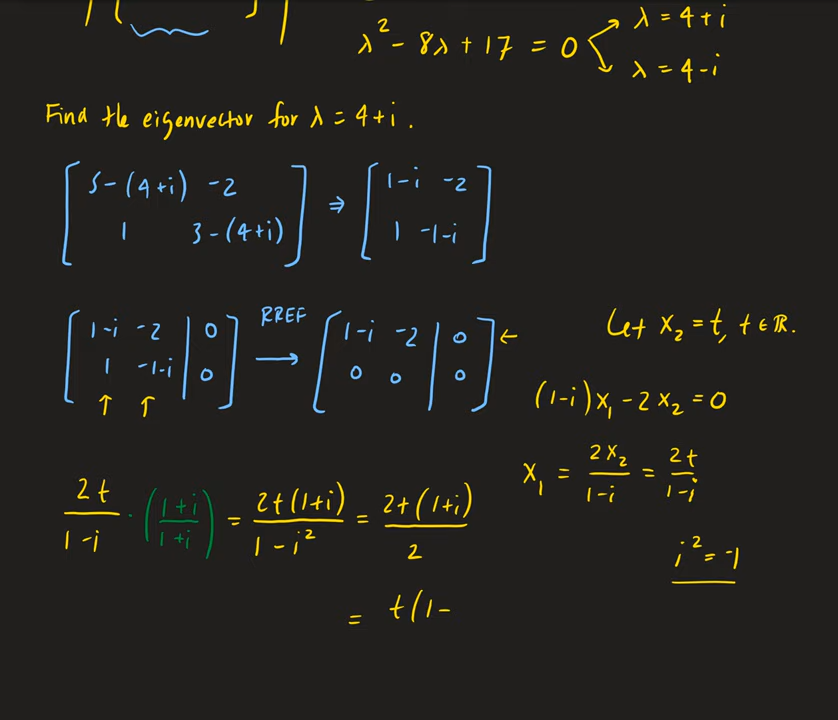 λ² - 8λ + 17 = 0
λ = 4+i
λ = 4-i
Find the eigenvector for λ = 4+i.
[ 5-(4+i) -2 ; 1 3-(4+i) ] ⇒ [ 1-i -2 ; 1 -1-i ]
[ 1-i -2 | 0 ; 1 -1-i | 0 ] RREF → [ 1-i -2 | 0 ; 0 0 | 0 ] ←
↑ ↑
Let x₂ = t, t ∈ ℝ.
(1-i)x₁ - 2x₂ = 0
x₁ = 2x₂/(1-i) = 2t/(1-i)
i² = -1
2t/(1-i) · ((1+i)/(1+i)) = 2t(1+i)/(1-i²) = 2t(1+i)/2
= t(1-